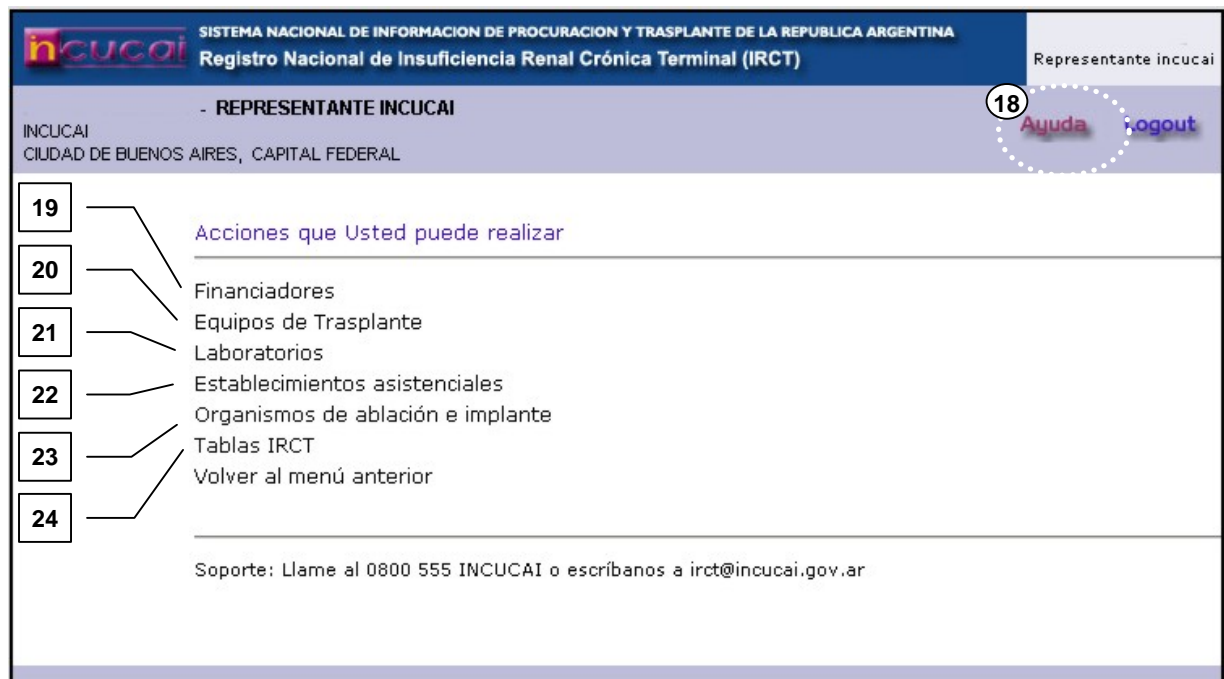 incucai
SISTEMA NACIONAL DE INFORMACION DE PROCURACION Y TRASPLANTE DE LA REPUBLICA ARGENTINA
Registro Nacional de Insuficiencia Renal Crónica Terminal (IRCT)
Representante incucai
- REPRESENTANTE INCUCAI
INCUCAI
CIUDAD DE BUENOS AIRES, CAPITAL FEDERAL
18
Ayuda
Logout
19
20
21
22
23
24
Acciones que Usted puede realizar
Financiadores
Equipos de Trasplante
Laboratorios
Establecimientos asistenciales
Organismos de ablación e implante
Tablas IRCT
Volver al menú anterior
Soporte: Llame al 0800 555 INCUCAI o escríbanos a irct@incucai.gov.ar